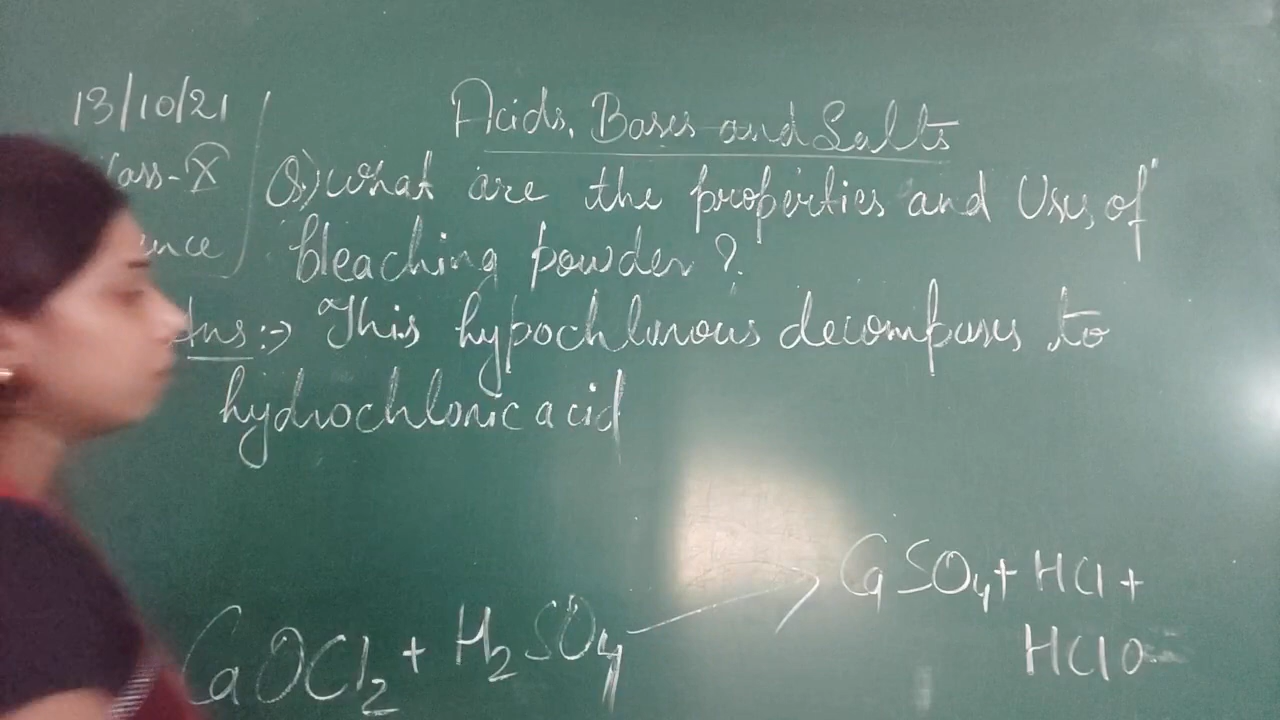 13/10/21
Acids, Bases and Salts
Class-X
Q) what are the properties and Uses of
bleaching powder?
Ans :→ This hypochlorous decomposes to
hydrochloric acid
CaOCl2 + H2SO4 → CaSO4 + HCl +
HClO